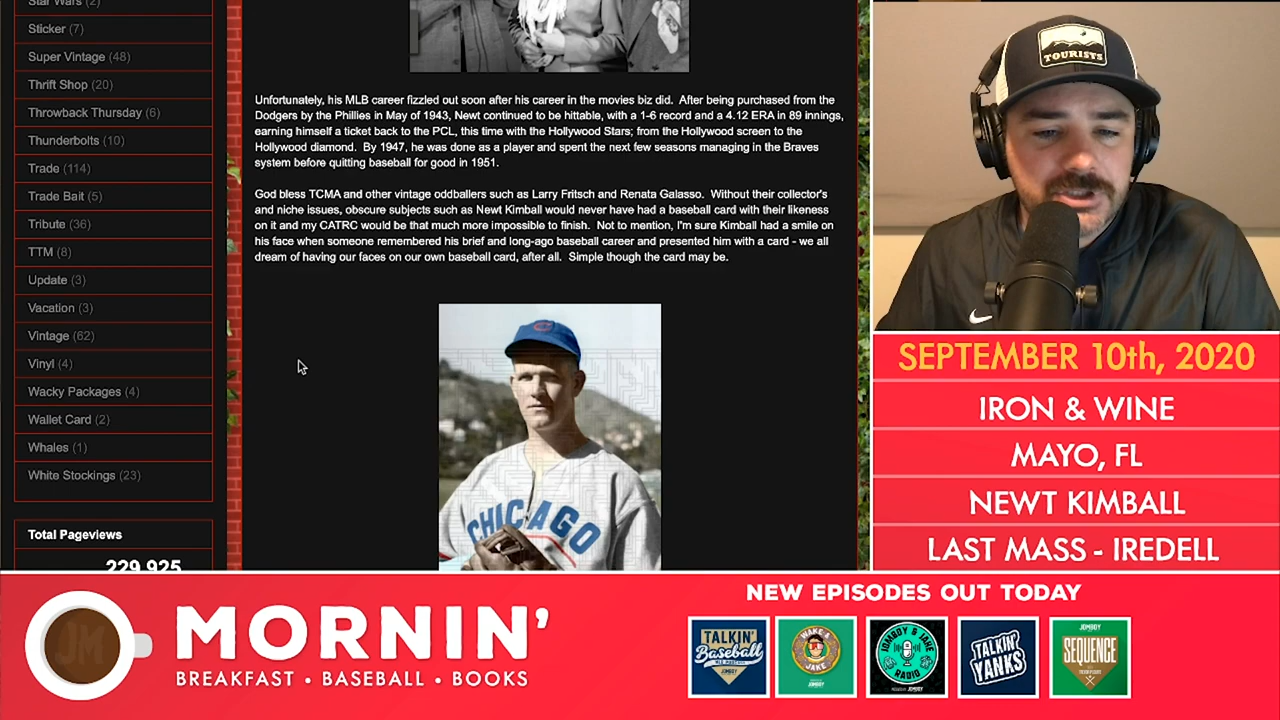 Star Wars (2)
Sticker (7)
Super Vintage (48)
Thrift Shop (20)
Throwback Thursday (6)
Thunderbolts (10)
Trade (114)
Trade Bait (5)
Tribute (36)
TTM (8)
Update (3)
Vacation (3)
Vintage (62)
Vinyl (4)
Wacky Packages (4)
Wallet Card (2)
Whales (1)
White Stockings (23)
Total Pageviews
229,925
Unfortunately, his MLB career fizzled out soon after his career in the movies biz did. After being purchased from the
Dodgers by the Phillies in May of 1943, Newt continued to be hittable, with a 1-6 record and a 4.12 ERA in 89 innings,
earning himself a ticket back to the PCL, this time with the Hollywood Stars; from the Hollywood screen to the
Hollywood diamond. By 1947, he was done as a player and spent the next few seasons managing in the Braves
system before quitting baseball for good in 1951.
God bless TCMA and other vintage oddballers such as Larry Fritsch and Renata Galasso. Without their collector's
and niche issues, obscure subjects such as Newt Kimball would never have had a baseball card with their likeness
on it and my CATRC would be that much more impossible to finish. Not to mention, I'm sure Kimball had a smile on
his face when someone remembered his brief and long-ago baseball career and presented him with a card - we all
dream of having our faces on our own baseball card, after all. Simple though the card may be.
CHICAGO
TOURISTS
SEPTEMBER 10th, 2020
IRON & WINE
MAYO, FL
NEWT KIMBALL
LAST MASS - IREDELL
JM
MORNIN'
BREAKFAST • BASEBALL • BOOKS
NEW EPISODES OUT TODAY
TALKIN'
Baseball
JOMBOY
WAKE &
JAKE
JOMBOY
JOMBOY & JAKE
RADIO
TALKIN'
YANKS
JOMBOY
SEQUENCE